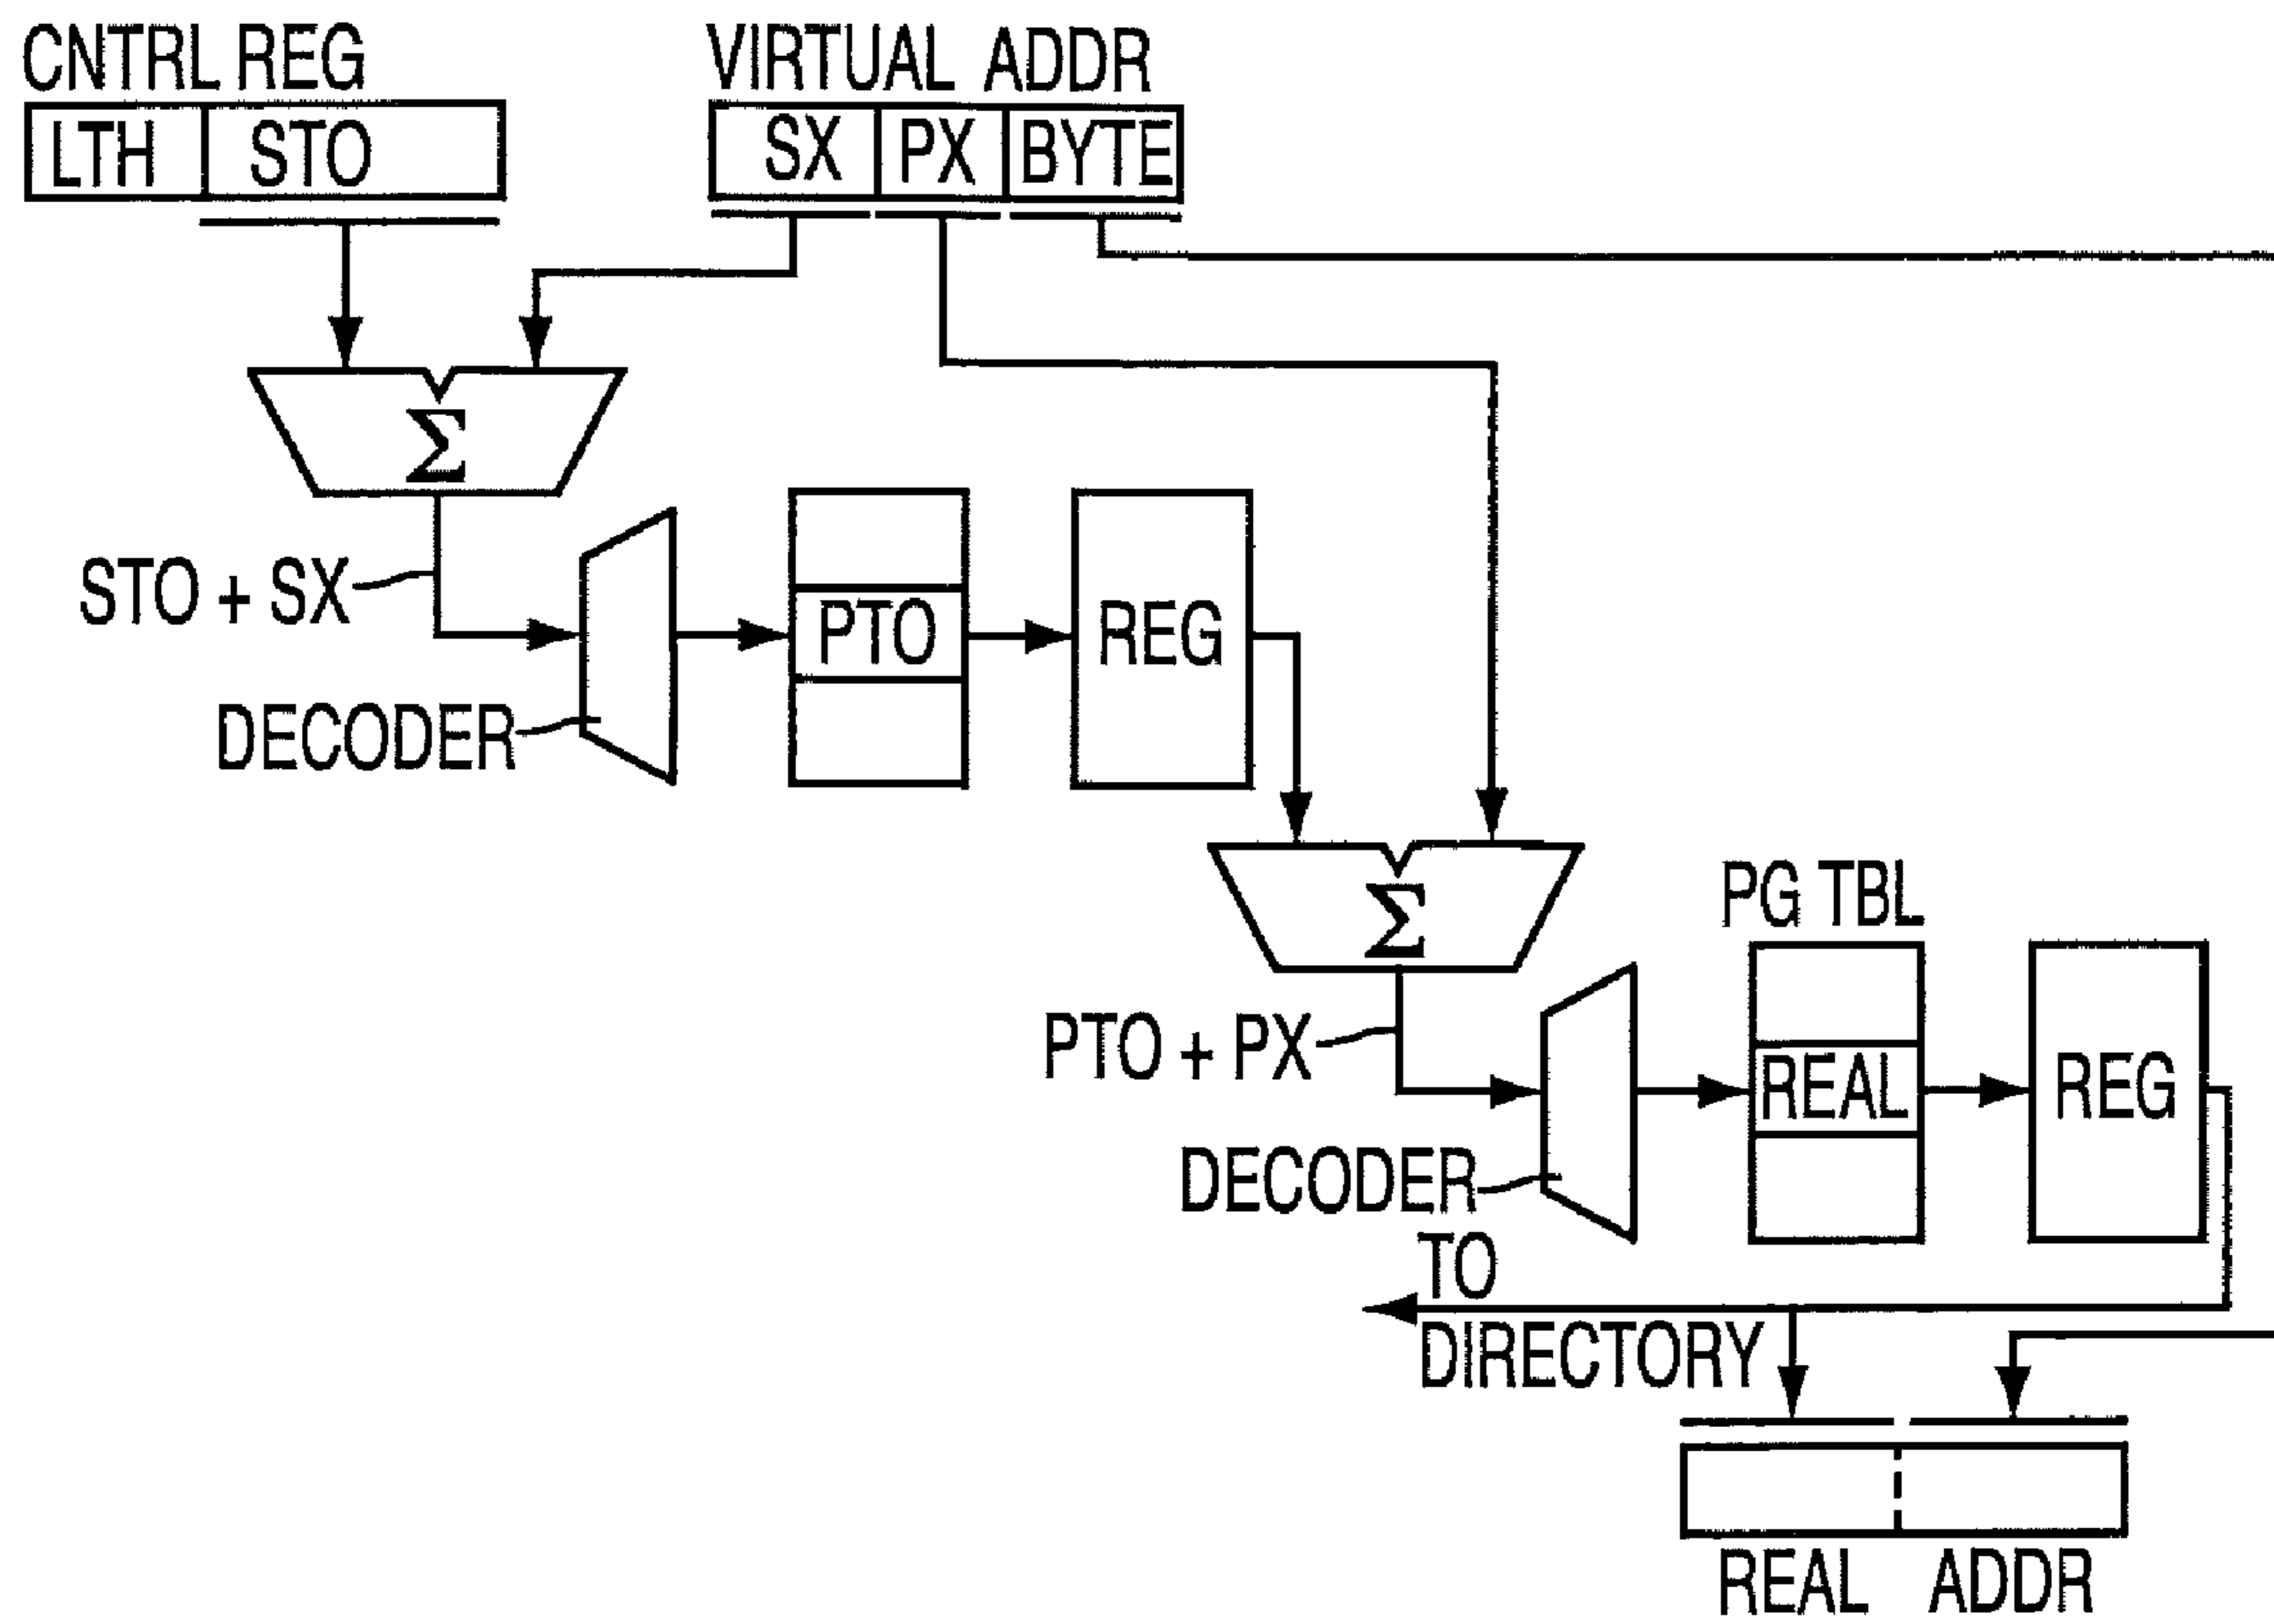 CNTRL REG
VIRTUAL ADDR
LTH STO
SX PX BYTE
Σ
STO + SX
DECODER
PTO
REG
Σ
PTO + PX
DECODER
PG TBL
REAL
REG
TO
DIRECTORY
REAL ADDR